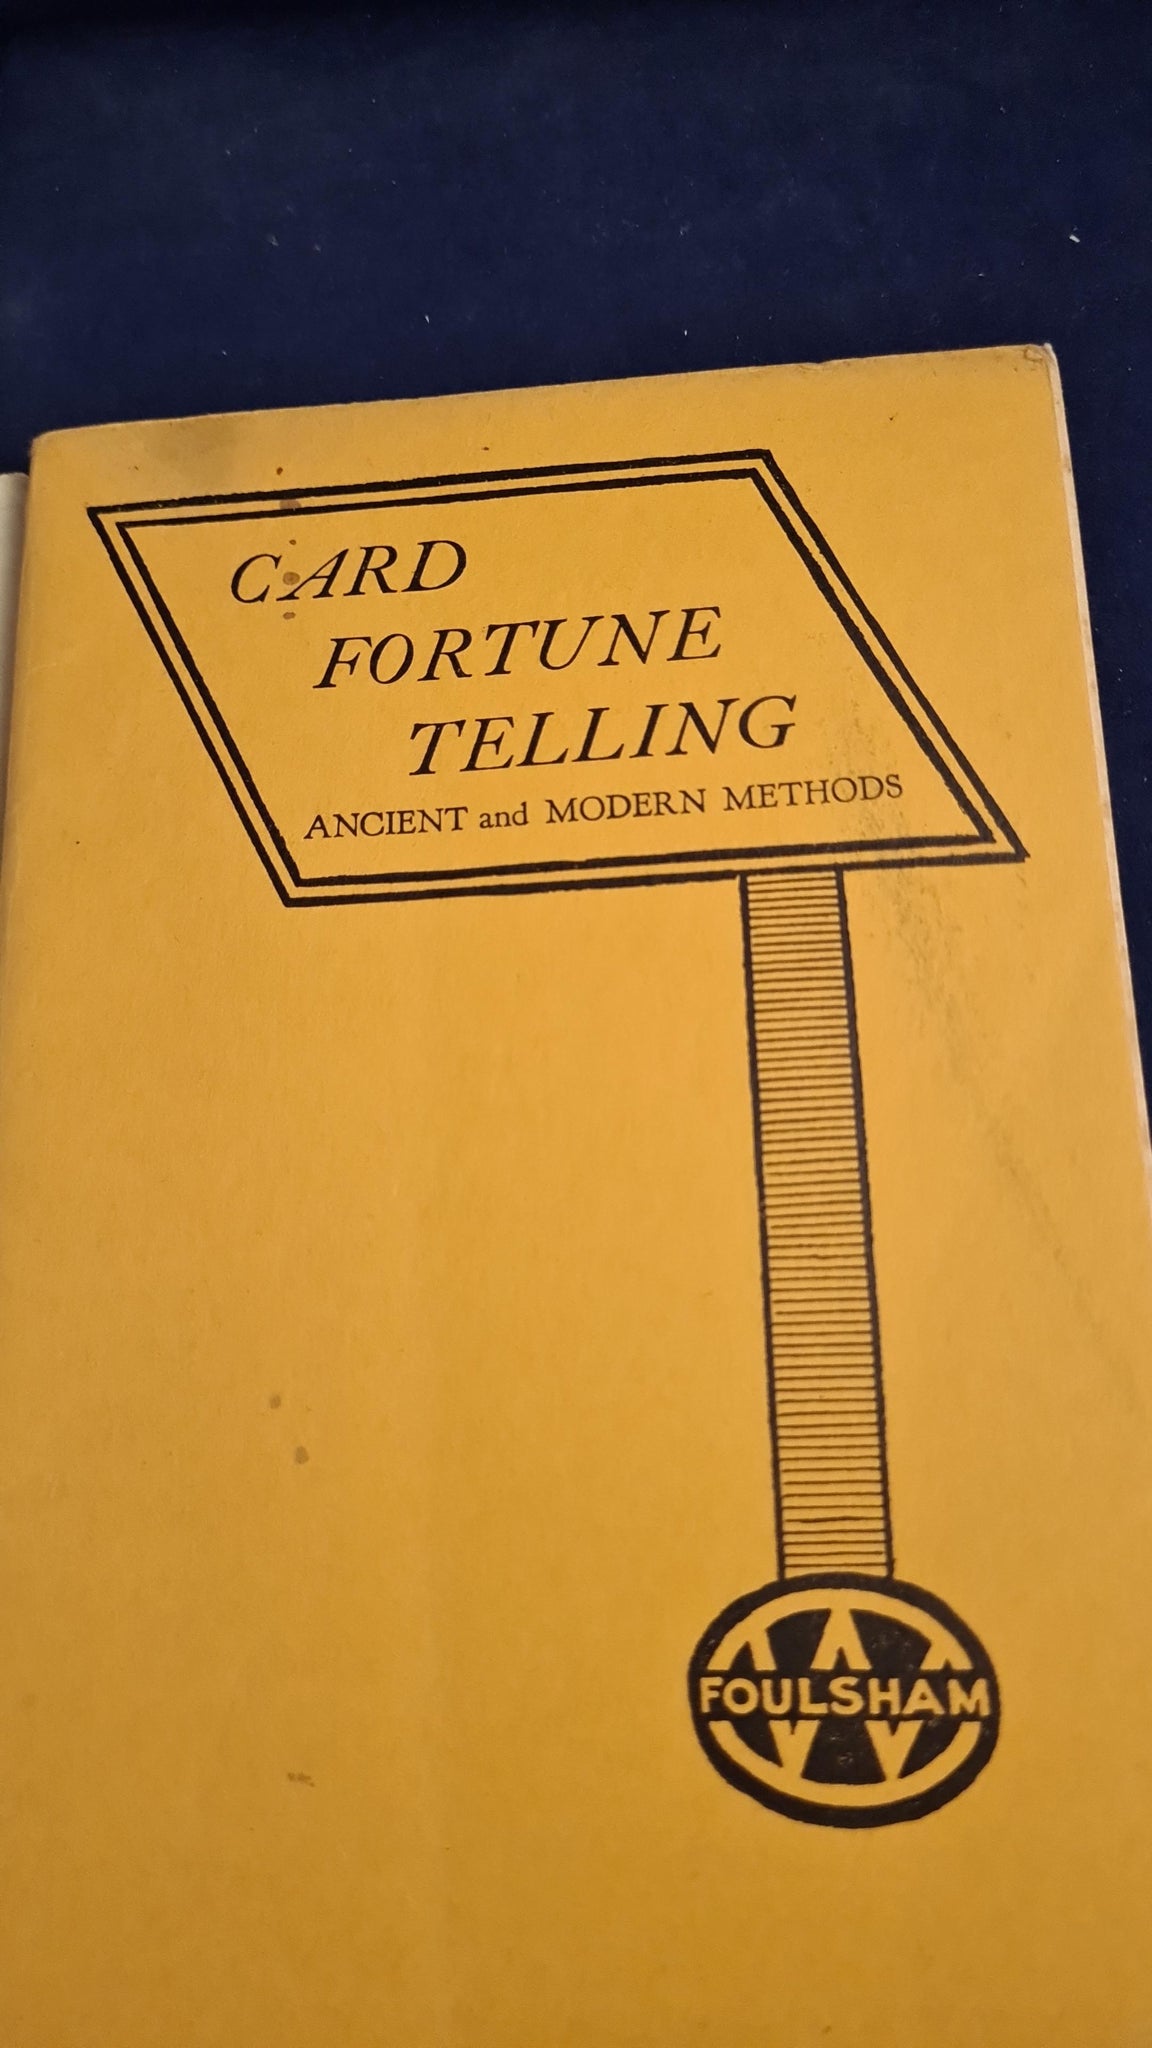 CARD
FORTUNE
TELLING
ANCIENT and MODERN METHODS
FOULSHAM